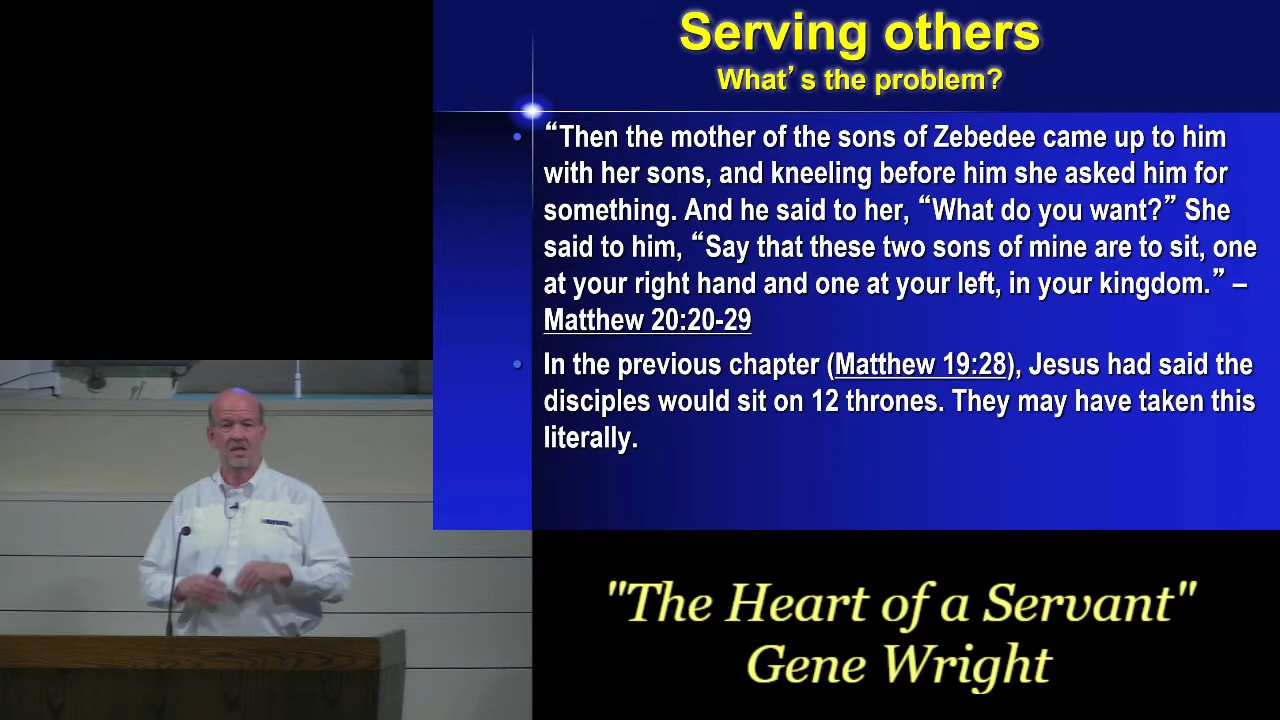 Serving others
What’s the problem?
• “Then the mother of the sons of Zebedee came up to him
with her sons, and kneeling before him she asked him for
something. And he said to her, “What do you want?” She
said to him, “Say that these two sons of mine are to sit, one
at your right hand and one at your left, in your kingdom.” –
Matthew 20:20-29
• In the previous chapter (Matthew 19:28), Jesus had said the
disciples would sit on 12 thrones. They may have taken this
literally.
"The Heart of a Servant"
Gene Wright